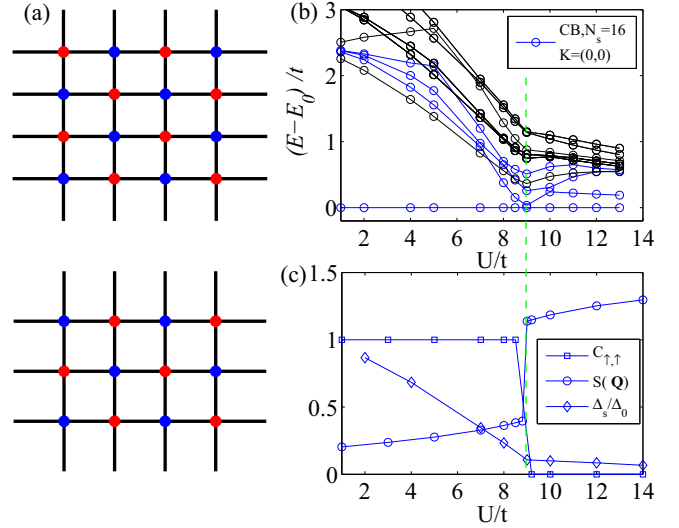 (a)
(b)
3
2
1
0
(E−E₀)/t
CB,Nₛ=16
K=(0,0)
2 4 6 8 10 12 14
U/t
(c)
1.5
1
0.5
0
C↑,↑
S(Q)
Δₛ/Δ₀
2 4 6 8 10 12 14
U/t